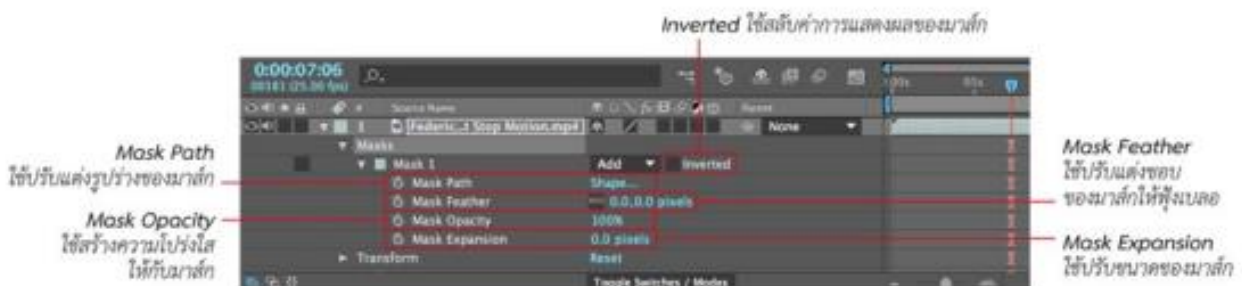 Inverted ใช้สลับค่าการแสดงผลของมาส์ก
0:00:07:06
00181 (25.00 fps)
Source Name
Parent
1 Federic...t Stop Motion.mp4
None
Masks
Mask 1
Add
Inverted
Mask Path
Shape...
Mask Feather
0.0,0.0 pixels
Mask Opacity
100%
Mask Expansion
0.0 pixels
Transform
Reset
Toggle Switches / Modes
Mask Path
ใช้ปรับแต่งรูปร่างของมาส์ก
Mask Opacity
ใช้สร้างความโปร่งใส
ให้กับมาส์ก
Mask Feather
ใช้ปรับแต่งขอบ
ของมาส์กให้ฟุ้งเบลอ
Mask Expansion
ใช้ปรับขนาดของมาส์ก